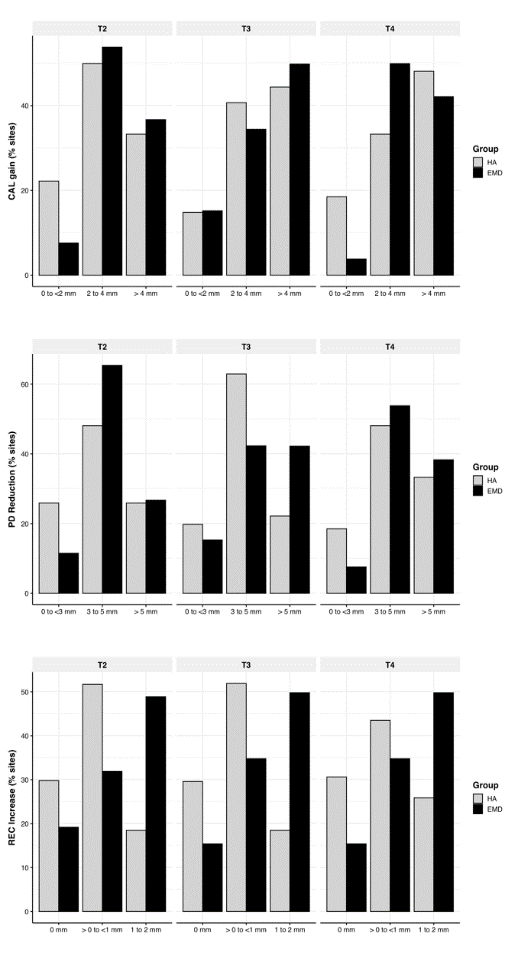 T2 T3 T4
CAL gain (% sites)
40
20
0
0 to <2 mm 2 to 4 mm > 4 mm 0 to <2 mm 2 to 4 mm > 4 mm 0 to <2 mm 2 to 4 mm > 4 mm
Group
HA
EMD
T2 T3 T4
PD Reduction (% sites)
60
40
20
0
0 to <3 mm 3 to 5 mm > 5 mm 0 to <3 mm 3 to 5 mm > 5 mm 0 to <3 mm 3 to 5 mm > 5 mm
Group
HA
EMD
T2 T3 T4
REC Increase (% sites)
50
40
30
20
10
0
0 mm > 0 to <1 mm 1 to 2 mm 0 mm > 0 to <1 mm 1 to 2 mm 0 mm > 0 to <1 mm 1 to 2 mm
Group
HA
EMD